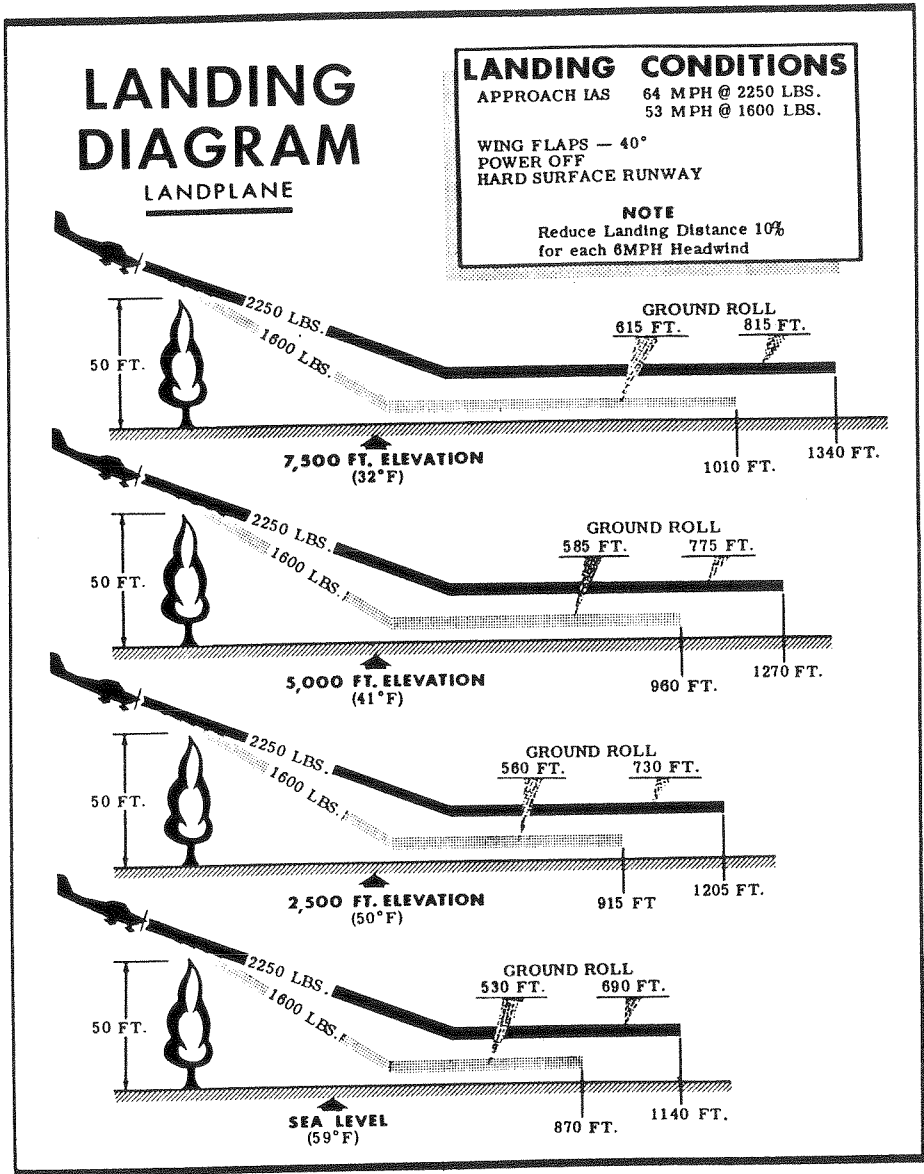 LANDING
DIAGRAM
LANDPLANE
LANDING CONDITIONS
APPROACH IAS 64 MPH @ 2250 LBS.
53 MPH @ 1600 LBS.
WING FLAPS — 40°
POWER OFF
HARD SURFACE RUNWAY
NOTE
Reduce Landing Distance 10%
for each 6MPH Headwind
2250 LBS.
1600 LBS.
GROUND ROLL
615 FT. 815 FT.
50 FT.
7,500 FT. ELEVATION
(32°F)
1010 FT. 1340 FT.
2250 LBS.
1600 LBS.
GROUND ROLL
585 FT. 775 FT.
50 FT.
5,000 FT. ELEVATION
(41°F)
960 FT. 1270 FT.
2250 LBS.
1600 LBS.
GROUND ROLL
560 FT. 730 FT.
50 FT.
2,500 FT. ELEVATION
(50°F)
915 FT 1205 FT.
2250 LBS.
1600 LBS.
GROUND ROLL
530 FT. 690 FT.
50 FT.
SEA LEVEL
(59°F)
870 FT. 1140 FT.